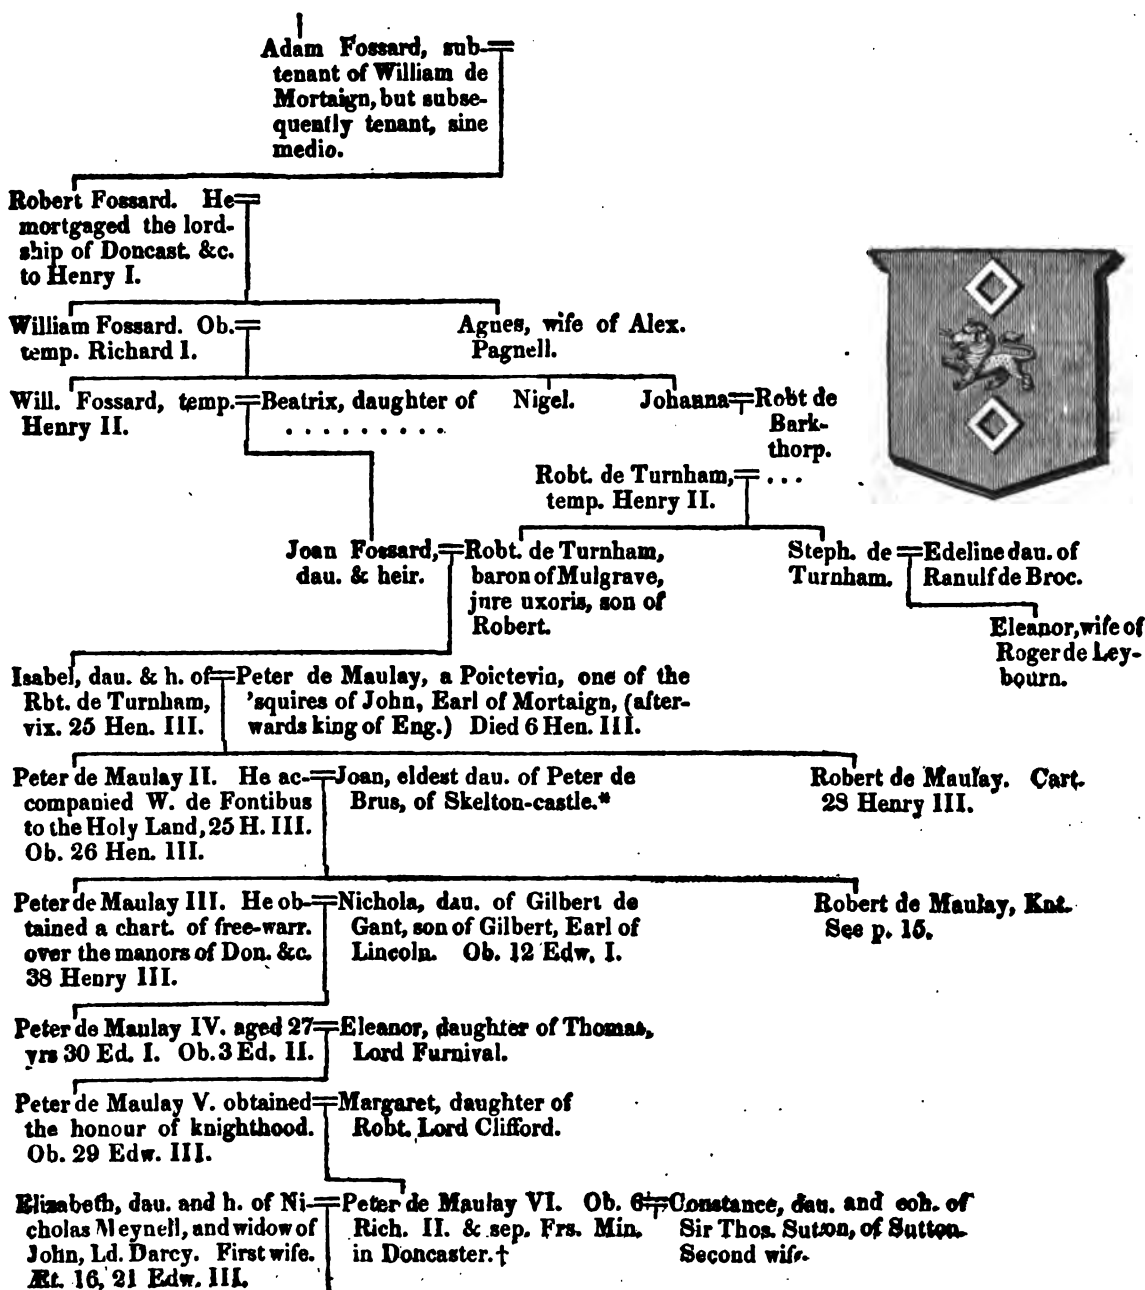 Adam Fossard, sub-
tenant of William de
Mortaign, but subse-
quently tenant, sine
medio.
Robert Fossard. He
mortgaged the lord-
ship of Doncast. &c.
to Henry I.
William Fossard. Ob.
temp. Richard I.
Agnes, wife of Alex.
Pagnell.
Will. Fossard, temp.
Henry II.
Beatrix, daughter of
. . . . . . . . .
Nigel.
Johanna
Robt de
Bark-
thorp.
Robt. de Turnham,
temp. Henry II.
...
Joan Fossard,
dau. & heir.
Robt. de Turnham,
baron of Mulgrave,
jure uxoris, son of
Robert.
Steph. de
Turnham.
Edeline dau. of
Ranulf de Broc.
Eleanor, wife of
Roger de Ley-
bourn.
Isabel, dau. & h. of
Rbt. de Turnham,
vix. 25 Hen. III.
Peter de Maulay, a Poictevin, one of the
'squires of John, Earl of Mortaign, (after-
wards king of Eng.) Died 6 Hen. III.
Peter de Maulay II. He ac-
companied W. de Fontibus
to the Holy Land, 25 H. III.
Ob. 26 Hen. III.
Joan, eldest dau. of Peter de
Brus, of Skelton-castle.*
Robert de Maulay. Cart.
28 Henry III.
Peter de Maulay III. He ob-
tained a chart. of free-warr.
over the manors of Don. &c.
38 Henry III.
Nichola, dau. of Gilbert de
Gant, son of Gilbert, Earl of
Lincoln. Ob. 12 Edw. I.
Robert de Maulay, Knt.
See p. 15.
Peter de Maulay IV. aged 27
yrs 30 Ed. I. Ob. 3 Ed. II.
Eleanor, daughter of Thomas,
Lord Furnival.
Peter de Maulay V. obtained
the honour of knighthood.
Ob. 29 Edw. III.
Margaret, daughter of
Robt. Lord Clifford.
Elizabeth, dau. and h. of Ni-
cholas Meynell, and widow of
John, Ld. Darcy. First wife.
Æt. 16, 21 Edw. III.
Peter de Maulay VI. Ob. 6
Rich. II. & sep. Frs. Min.
in Doncaster.†
Constance, dau. and coh. of
Sir Thos. Sutton, of Sutton.
Second wife.